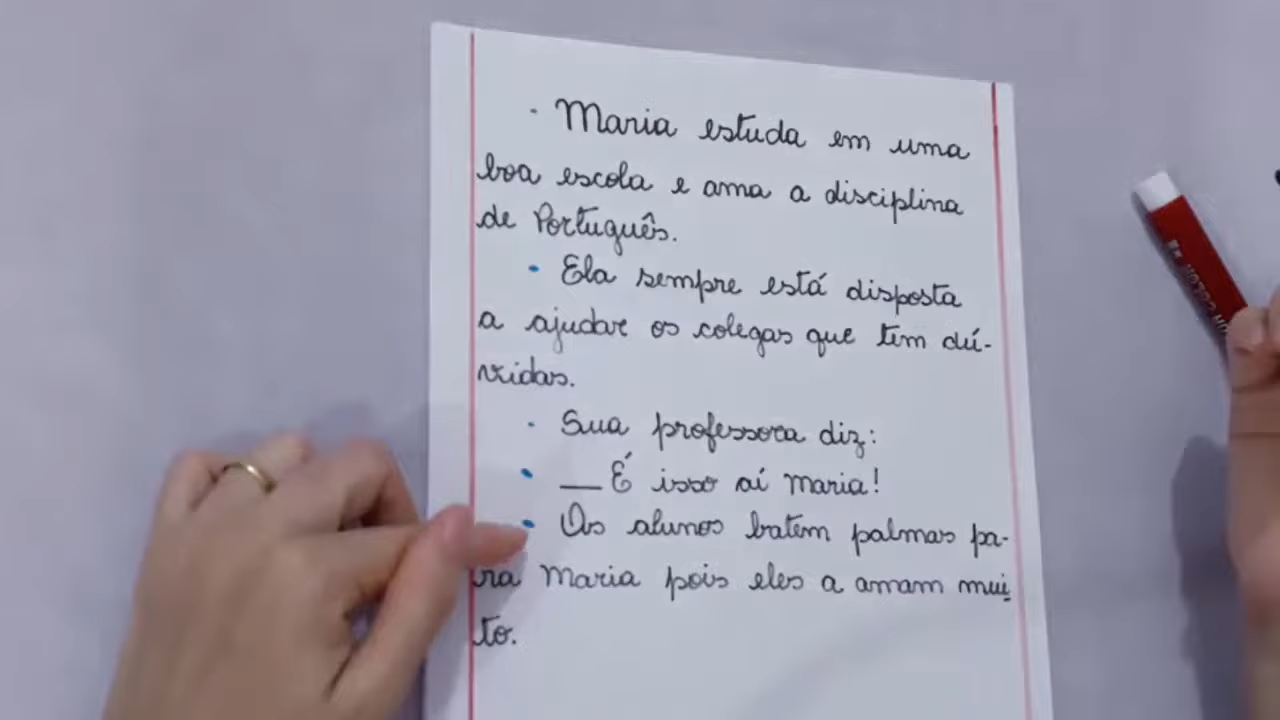 · Maria estuda em uma
boa escola e ama a disciplina
de Português.
· Ela sempre está disposta
a ajudar os colegas que tem dú-
vidas.
· Sua professora diz:
· __ É isso aí maria!
· Os alunos batem palmas pa-
ra maria pois eles a amam mui-
to.